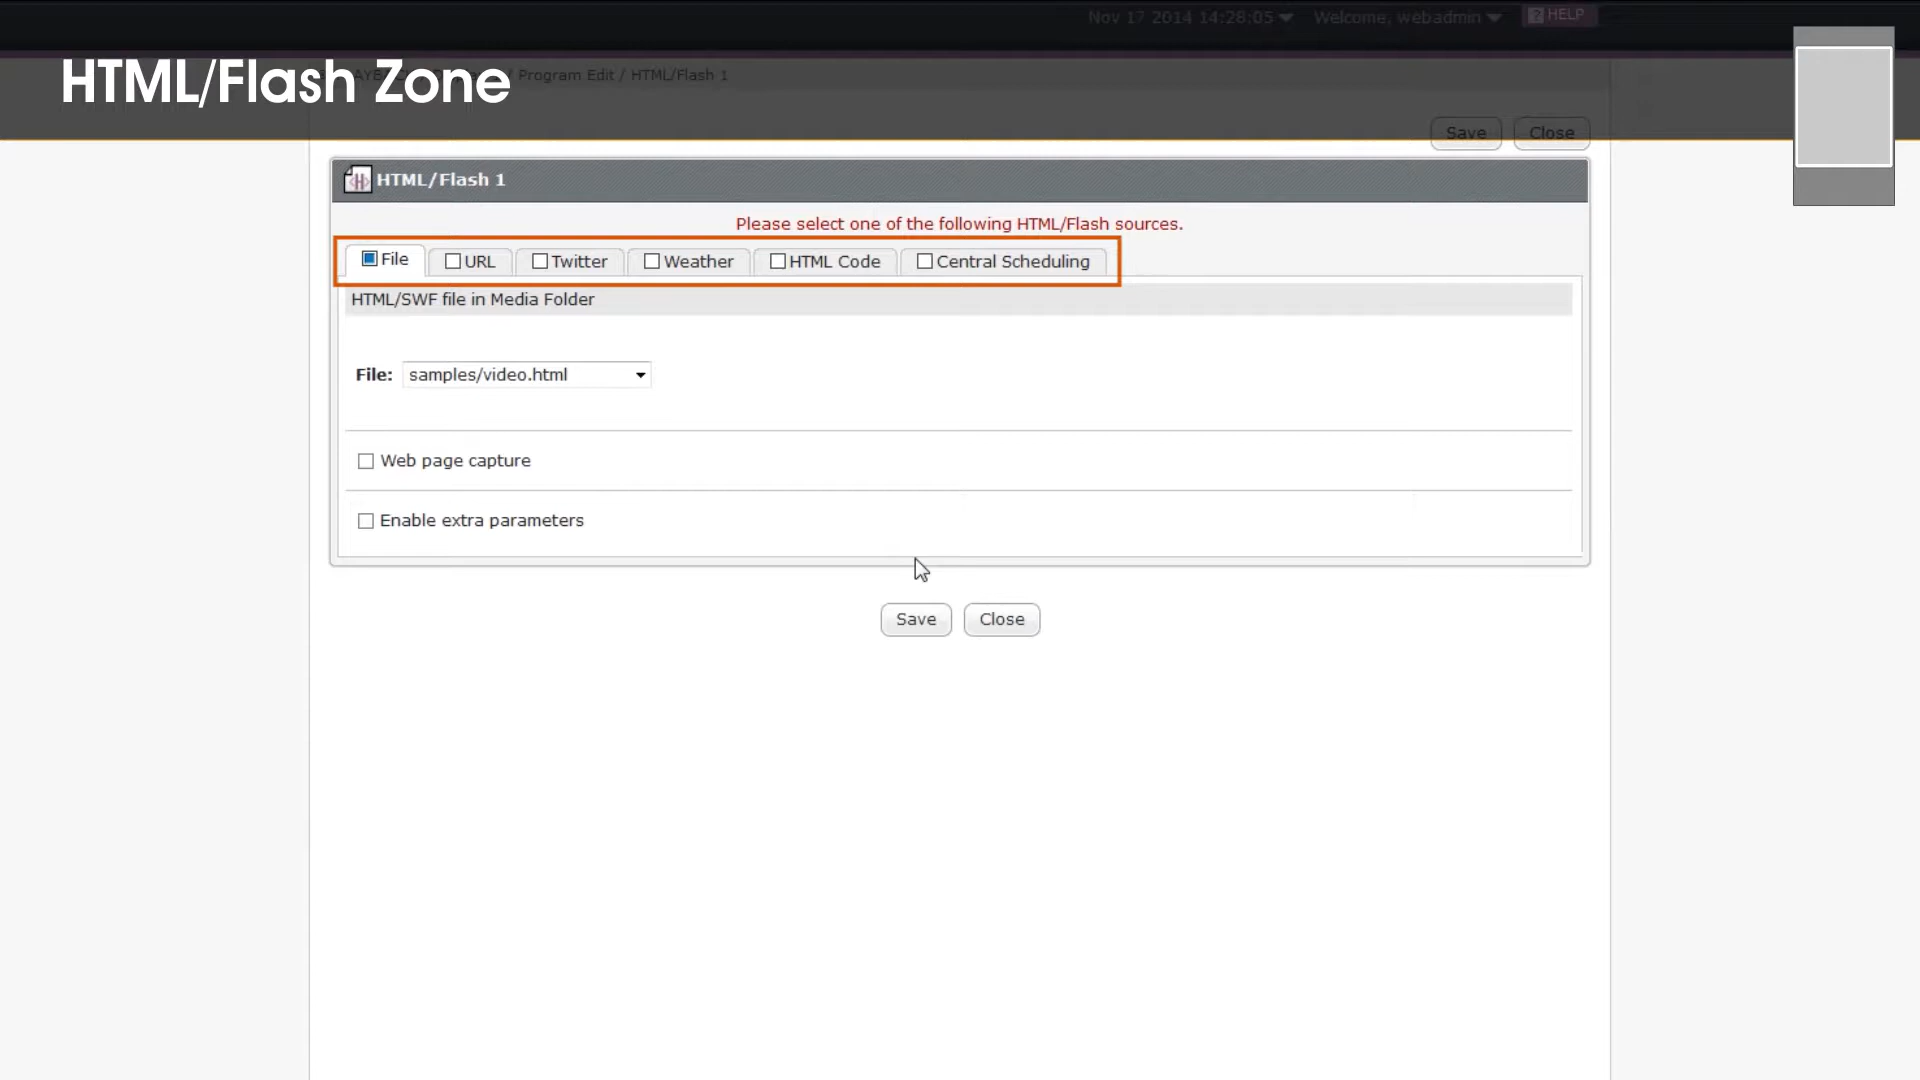 Nov 17 2014 14:28:05 Welcome, webadmin ? HELP
HTML/Flash Zone
/ Program Edit / HTML/Flash 1
Save Close
HTML/Flash 1
Please select one of the following HTML/Flash sources.
File URL Twitter Weather HTML Code Central Scheduling
HTML/SWF file in Media Folder
File: samples/video.html
Web page capture
Enable extra parameters
Save Close